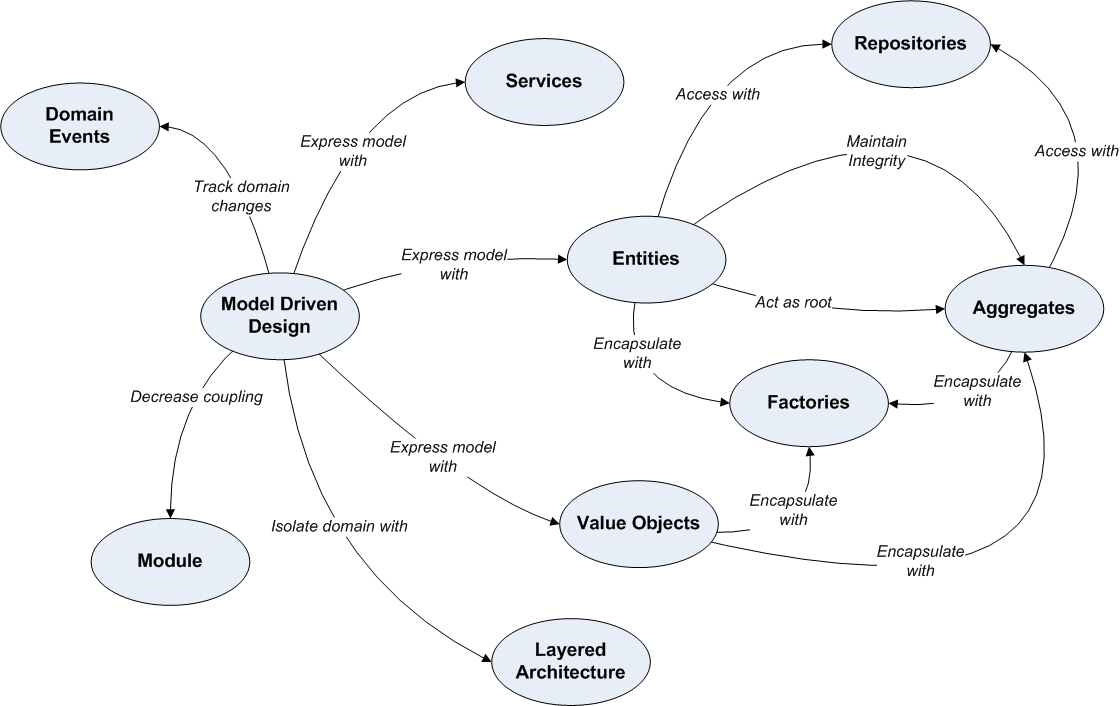 Repositories
Services
Access with
Domain
Events
Express model
with
Maintain
Integrity
Access with
Track domain
changes
Express model
with
Entities
Model Driven
Design
Act as root
Aggregates
Encapsulate
with
Decrease coupling
Encapsulate
with
Factories
Express model
with
Encapsulate
with
Value Objects
Isolate domain with
Encapsulate
with
Module
Layered
Architecture